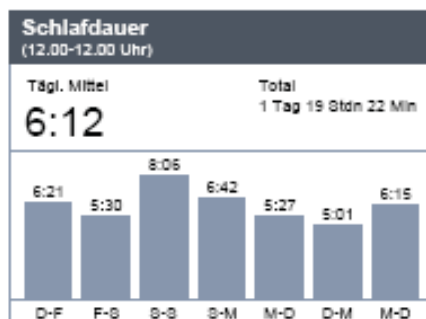 Schlafdauer
(12.00-12.00 Uhr)
Tägl. Mittel
6:12
Total
1 Tag 19 Stdn 22 Min
6:21
5:30
8:06
6:42
5:27
5:01
6:15
D-F
F-S
S-S
S-M
M-D
D-M
M-D